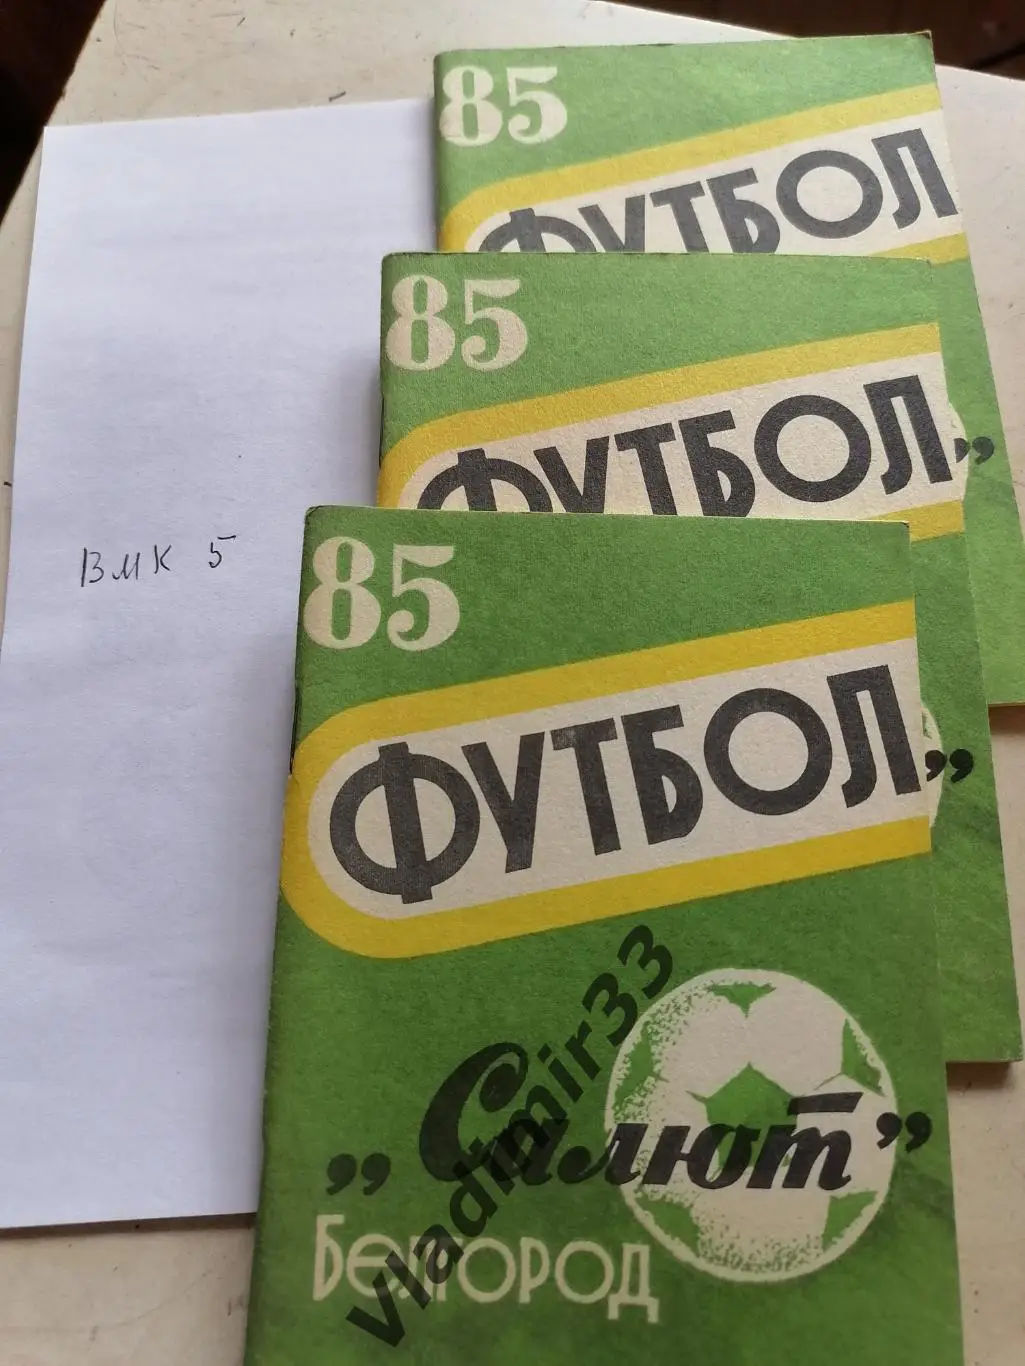 85
ФУТБОЛ
85
ФУТБОЛ
”
85
ФУТБОЛ
”
„Салют”
Белгород
ВМК 5
vladimir33